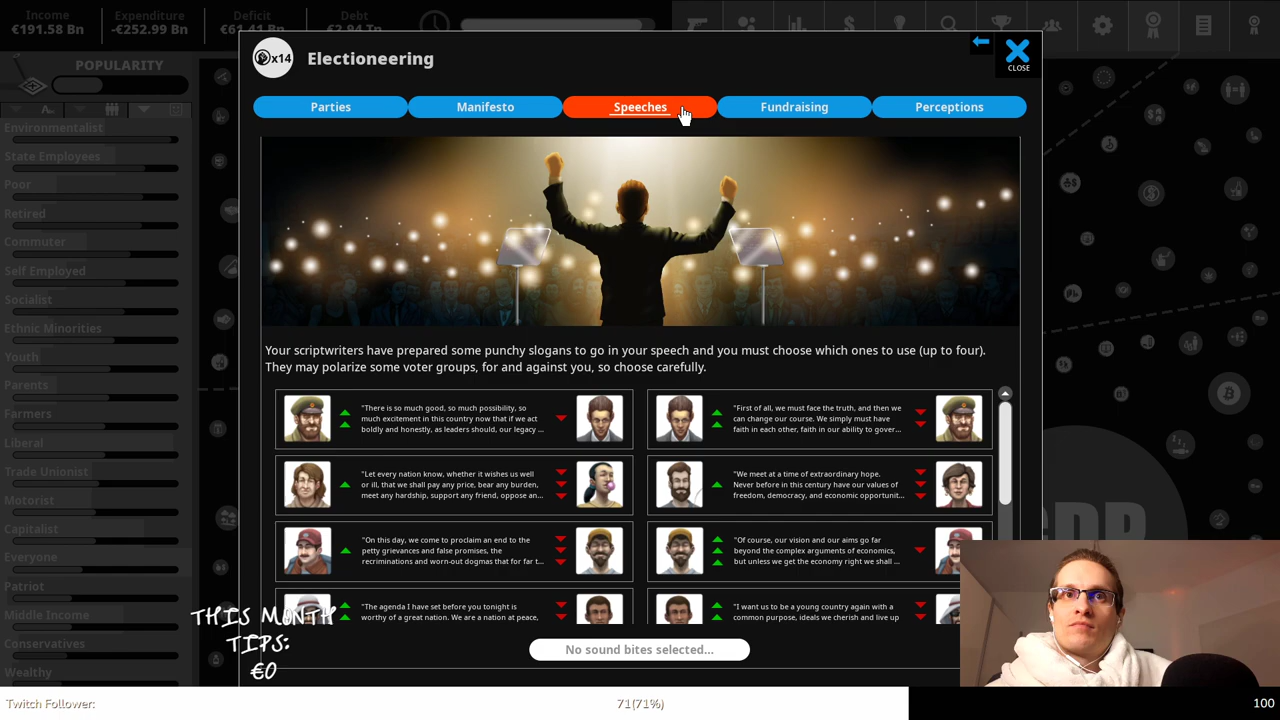 Income
Expenditure
Deficit
Debt
€191.58 Bn
-€252.99 Bn
€61.41 Bn
€2.94 Tn
x14
Electioneering
CLOSE
POPULARITY
Parties
Manifesto
Speeches
Fundraising
Perceptions
Environmentalist
State Employees
Poor
Retired
Commuter
Self Employed
Socialist
Ethnic Minorities
Youth
Parents
Farmers
Liberal
Trade Unionist
Motorist
Capitalist
Everyone
Patriot
Middle Income
Conservatives
Wealthy
Your scriptwriters have prepared some punchy slogans to go in your speech and you must choose which ones to use (up to four).
They may polarize some voter groups, for and against you, so choose carefully.
"There is so much good, so much possibility, so
much excitement in this country now that if we act
boldly and honestly, as leaders should, our legacy ...
"First of all, we must face the truth, and then we
can change our course. We simply must have
faith in each other, faith in our ability to gover...
"Let every nation know, whether it wishes us well
or ill, that we shall pay any price, bear any burden,
meet any hardship, support any friend, oppose an...
"We meet at a time of extraordinary hope.
Never before in this century have our values of
freedom, democracy, and economic opportunit...
"On this day, we come to proclaim an end to the
petty grievances and false promises, the
recriminations and worn-out dogmas that for far t...
"Of course, our vision and our aims go far
beyond the complex arguments of economics,
but unless we get the economy right we shall ...
"The agenda I have set before you tonight is
worthy of a great nation. We are a nation at peace,
"I want us to be a young country again with a
common purpose, ideals we cherish and live up
No sound bites selected...
GDP
THIS MONTH
TIPS:
€0
Twitch Follower:
71(71%)
100